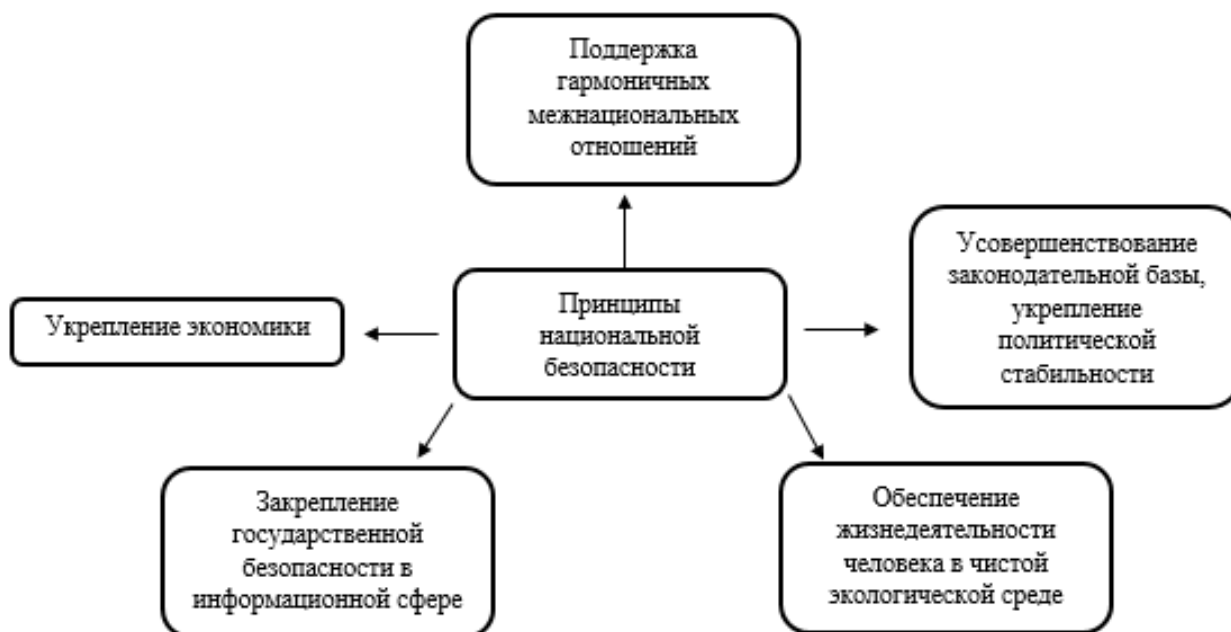 Поддержка
гармоничных
межнациональных
отношений
Усовершенствование
законодательной базы,
укрепление
политической
стабильности
Принципы
национальной
безопасности
Укрепление экономики
Закрепление
государственной
безопасности в
информационной сфере
Обеспечение
жизнедеятельности
человека в чистой
экологической среде